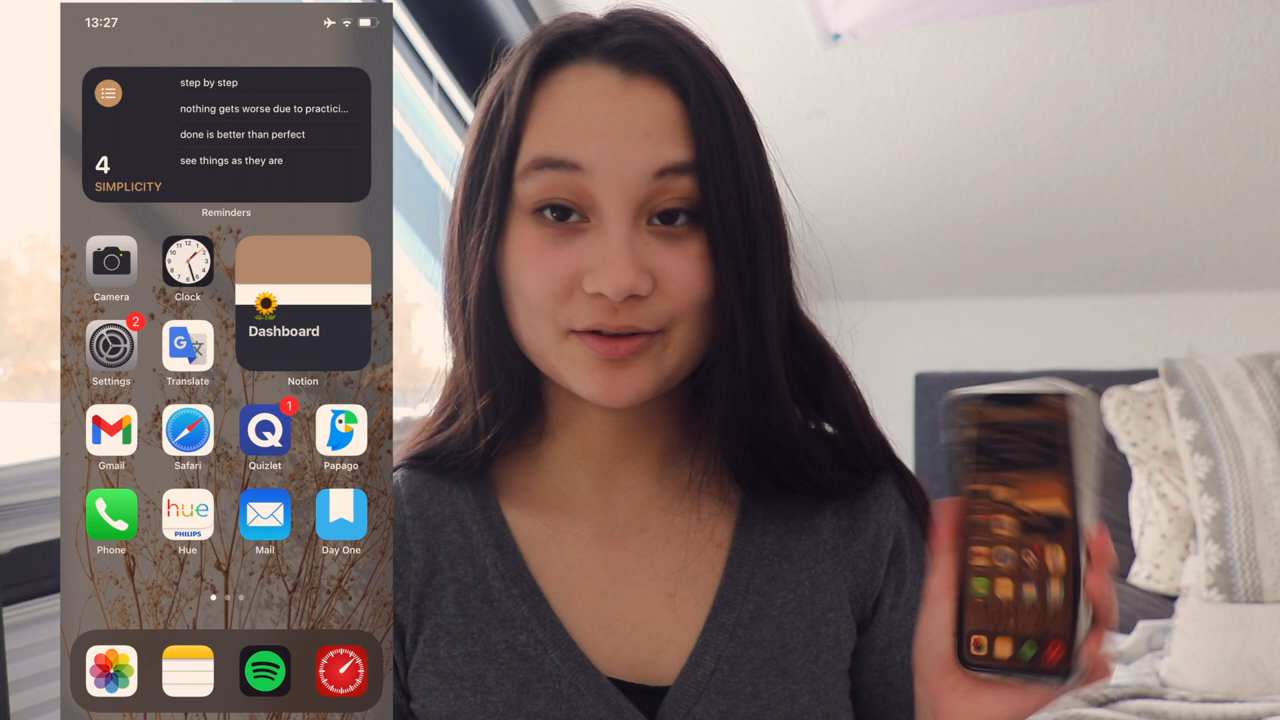 13:27
step by step
nothing gets worse due to practici...
done is better than perfect
see things as they are
4
SIMPLICITY
Reminders
Camera
Clock
Dashboard
2
Settings
Translate
Notion
1
Gmail
Safari
Quizlet
Papago
hue
PHILIPS
Phone
Hue
Mail
Day One